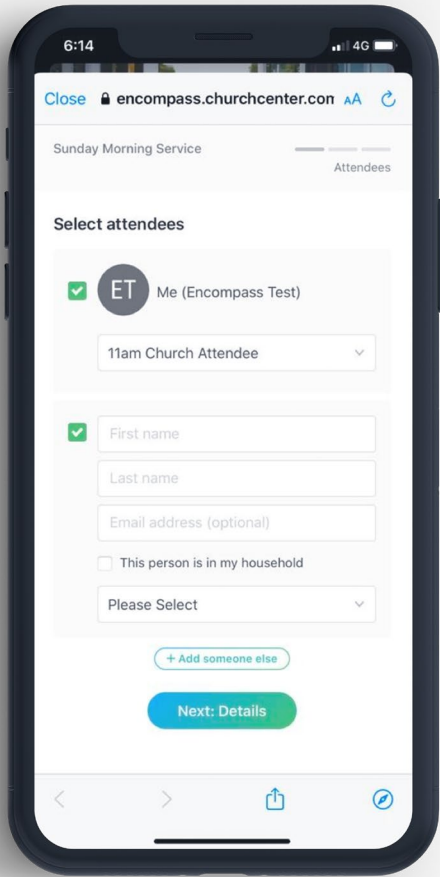 6:14
4G
Close encompass.churchcenter.com AA
Sunday Morning Service
Attendees
Select attendees
ET Me (Encompass Test)
11am Church Attendee
First name
Last name
Email address (optional)
This person is in my household
Please Select
+ Add someone else
Next: Details